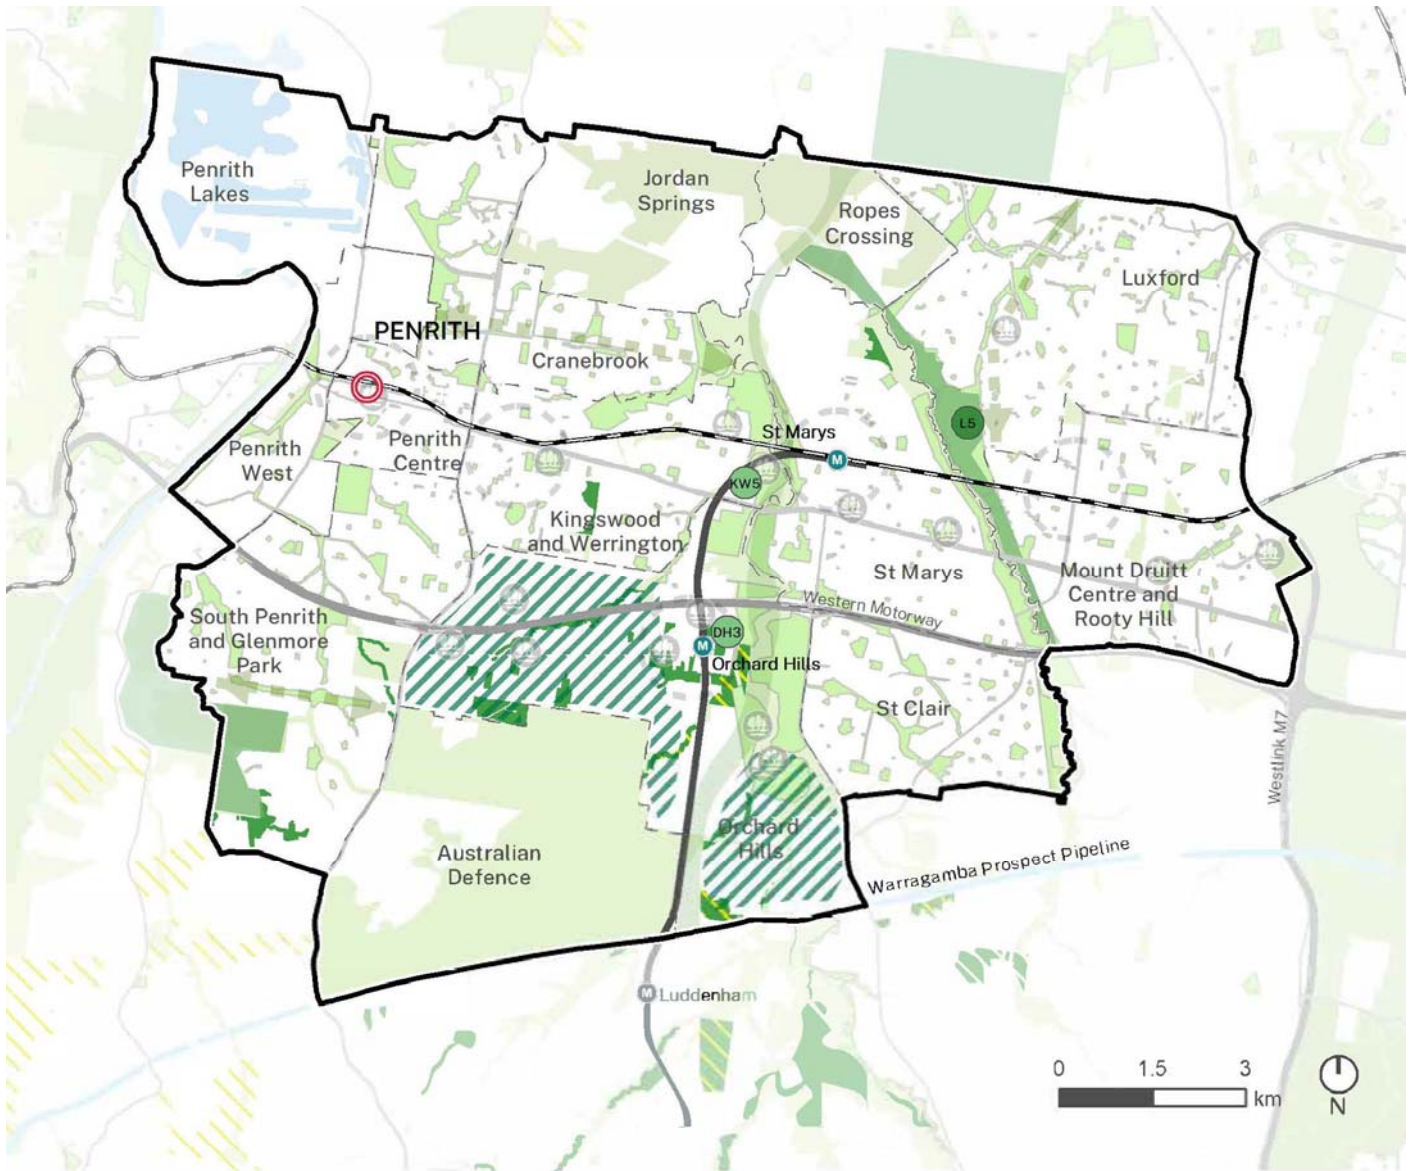 Penrith
Lakes
Jordan
Springs
Ropes
Crossing
Luxford
PENRITH
Cranebrook
L5
St Marys
M
Penrith
West
Penrith
Centre
KW5
Kingswood
and Werrington
St Marys
Mount Druitt
Centre and
Rooty Hill
Western Motorway
South Penrith
and Glenmore
Park
DH3
M
Orchard Hills
St Clair
Westlink M7
Orchard
Hills
Australian
Defence
Warragamba Prospect Pipeline
M
Luddenham
0 1.5 3
km
N